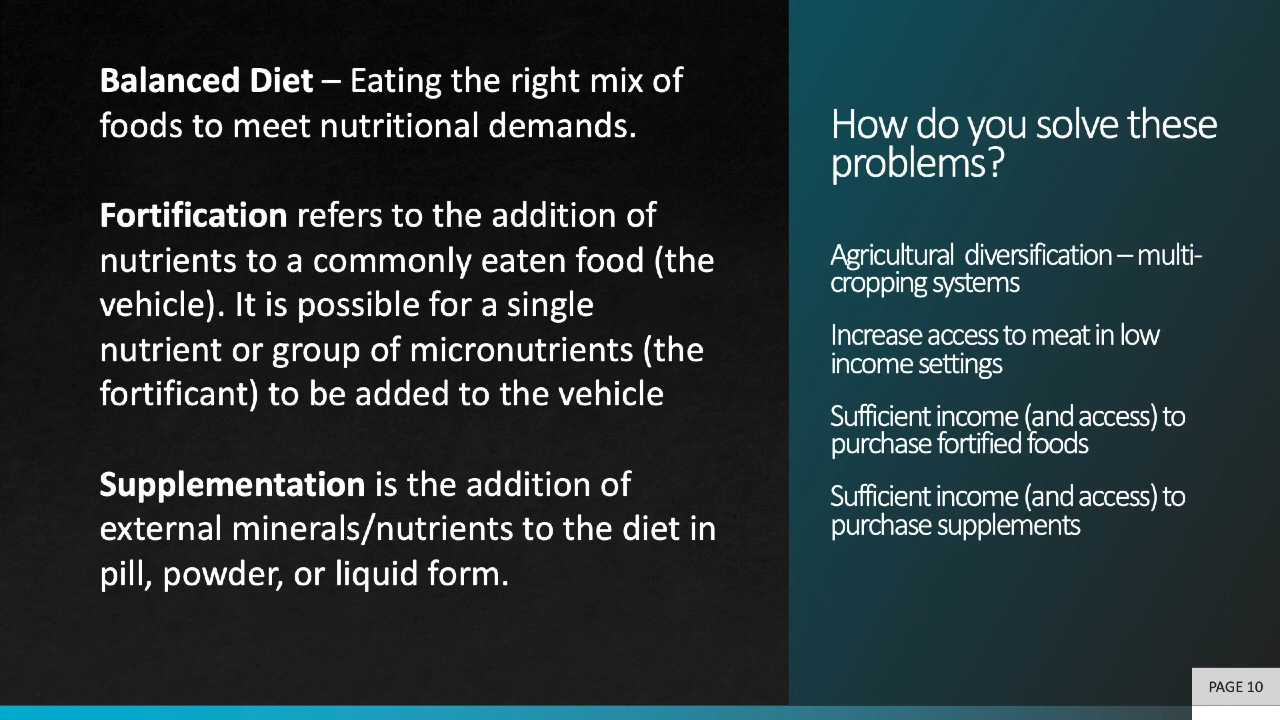 Balanced Diet – Eating the right mix of
foods to meet nutritional demands.
Fortification refers to the addition of
nutrients to a commonly eaten food (the
vehicle). It is possible for a single
nutrient or group of micronutrients (the
fortificant) to be added to the vehicle
Supplementation is the addition of
external minerals/nutrients to the diet in
pill, powder, or liquid form.
How do you solve these
problems?
Agricultural diversification – multi-
cropping systems
Increase access to meat in low
income settings
Sufficient income (and access) to
purchase fortified foods
Sufficient income (and access) to
purchase supplements
PAGE 10